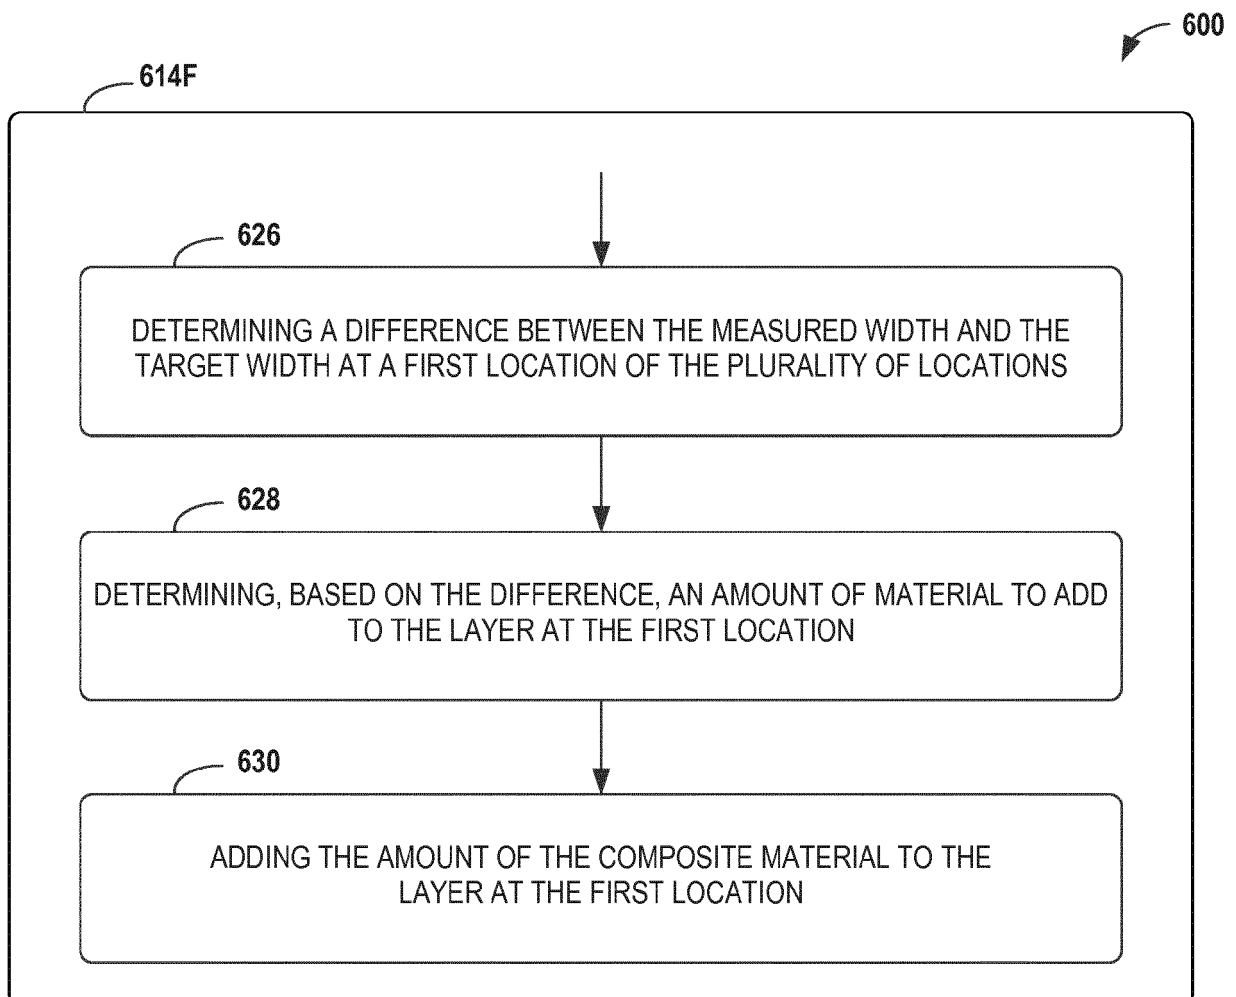 600
614F
626
DETERMINING A DIFFERENCE BETWEEN THE MEASURED WIDTH AND THE
TARGET WIDTH AT A FIRST LOCATION OF THE PLURALITY OF LOCATIONS
628
DETERMINING, BASED ON THE DIFFERENCE, AN AMOUNT OF MATERIAL TO ADD
TO THE LAYER AT THE FIRST LOCATION
630
ADDING THE AMOUNT OF THE COMPOSITE MATERIAL TO THE
LAYER AT THE FIRST LOCATION